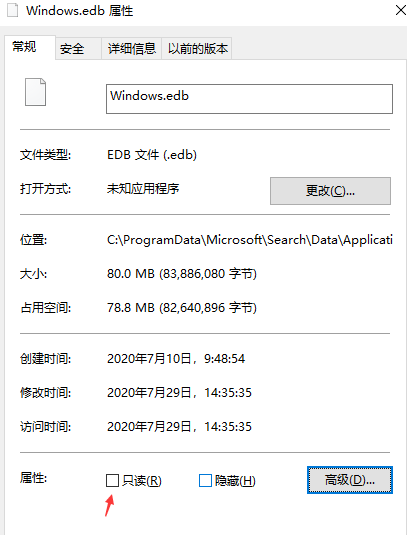 Windows.edb 属性
常规 安全 详细信息 以前的版本
Windows.edb
文件类型: EDB 文件 (.edb)
打开方式: 未知应用程序 更改(C)...
位置: C:\ProgramData\Microsoft\Search\Data\Applicati
大小: 80.0 MB (83,886,080 字节)
占用空间: 78.8 MB (82,640,896 字节)
创建时间: 2020年7月10日，9:48:54
修改时间: 2020年7月29日，14:35:35
访问时间: 2020年7月29日，14:35:35
属性: 只读(R) 隐藏(H) 高级(D)...